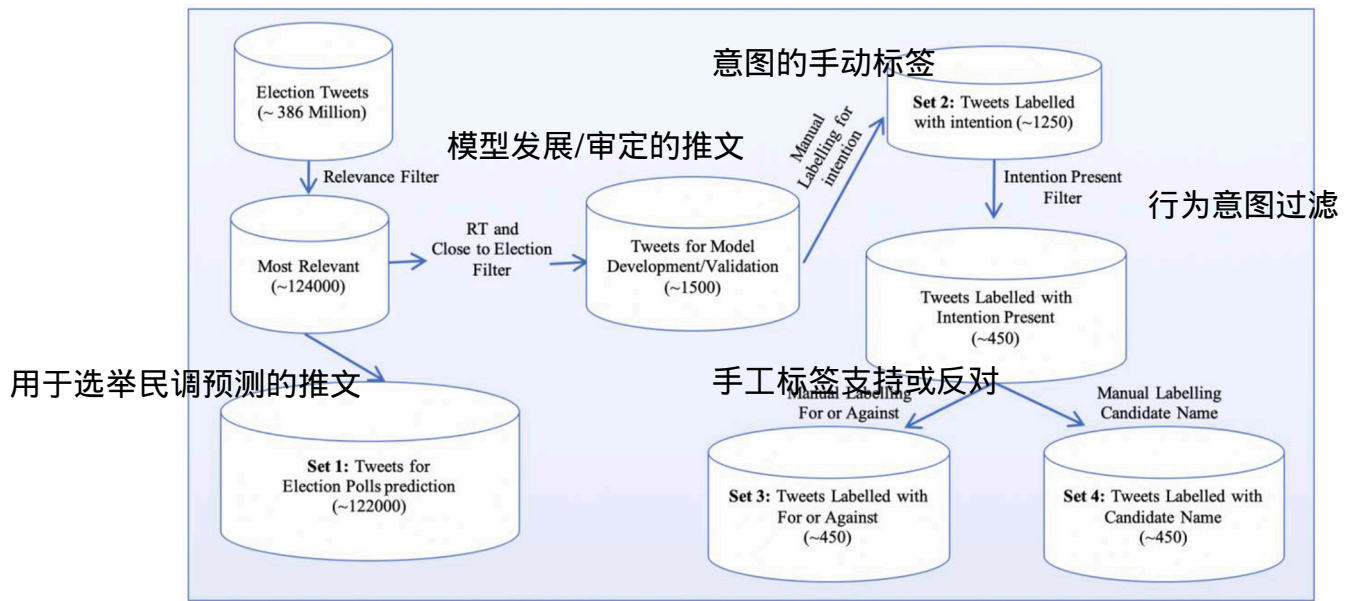 Election Tweets
(~ 386 Million)
Relevance Filter
Most Relevant
(~124000)
RT and
Close to Election
Filter
模型发展/审定的推文
Tweets for Model
Development/Validation
(~1500)
意图的手动标签
Manual
Labelling for
intention
Set 2: Tweets Labelled
with intention (~1250)
Intention Present
Filter
行为意图过滤
Tweets Labelled with
Intention Present
(~450)
用于选举民调预测的推文
Set 1: Tweets for
Election Polls prediction
(~122000)
手工标签支持或反对
Manual Labelling
For or Against
Manual Labelling
Candidate Name
Set 3: Tweets Labelled with
For or Against
(~450)
Set 4: Tweets Labelled with
Candidate Name
(~450)